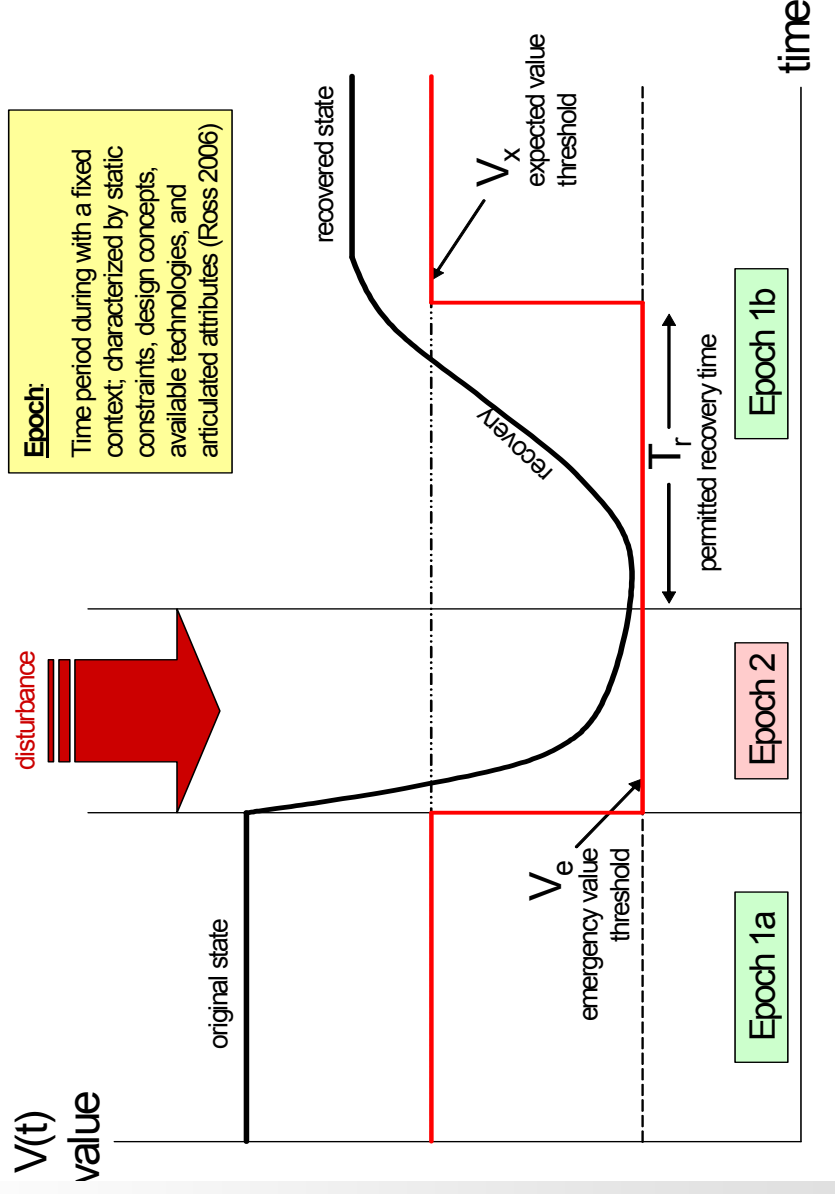 V(t)
value
disturbance
Epoch:
Time period during with a fixed
context; characterized by static
constraints, design concepts,
available technologies, and
articulated attributes (Ross 2006)
original state
recovered state
recovery
Vx
expected value
threshold
Ve
emergency value
threshold
Tr
permitted recovery time
Epoch 1a
Epoch 2
Epoch 1b
time